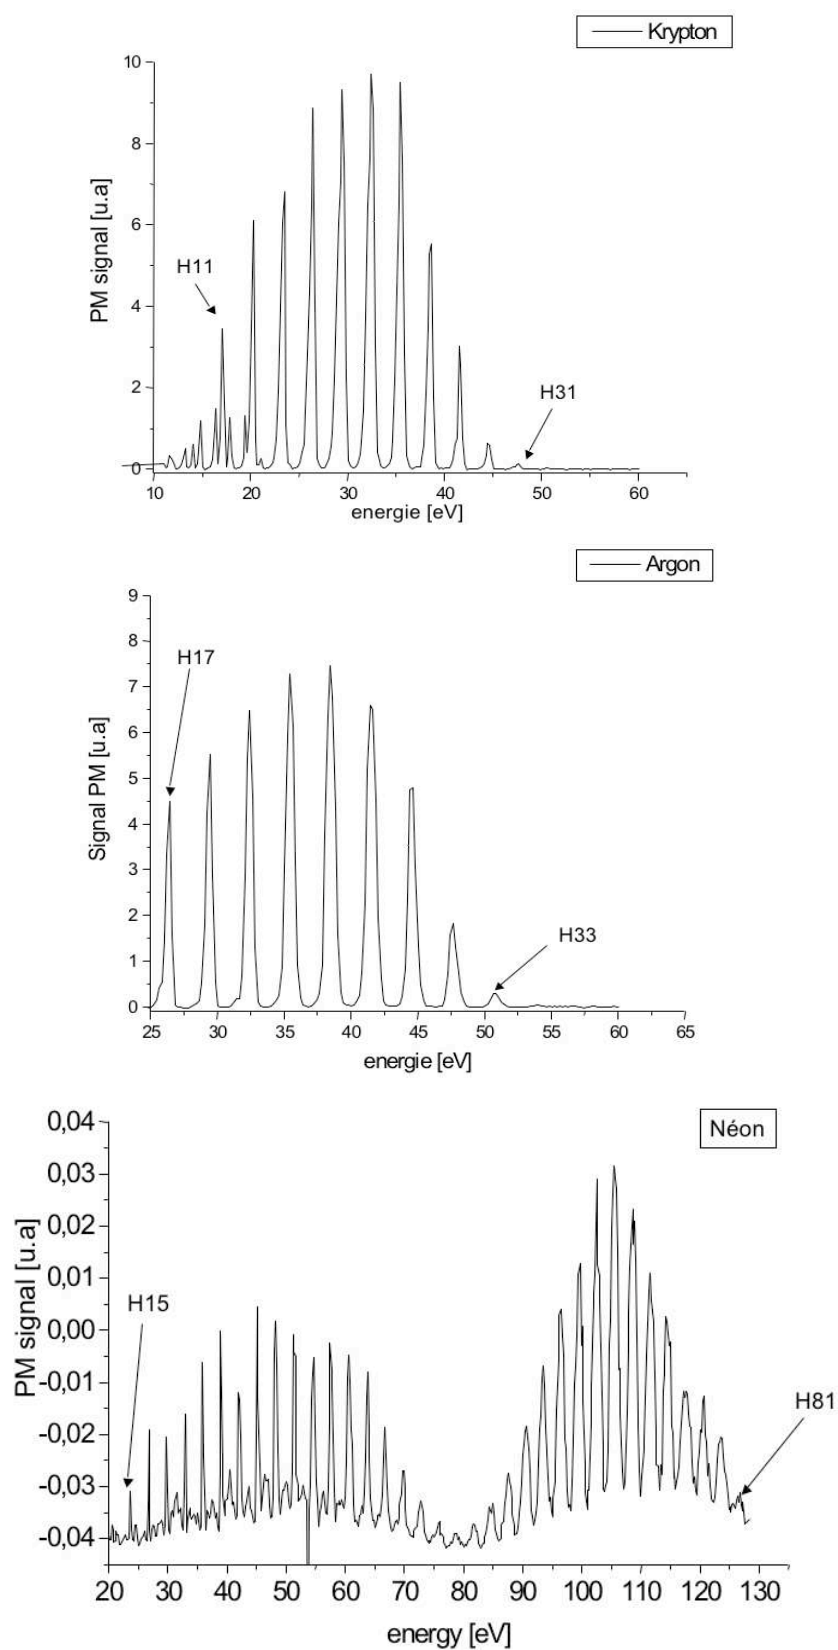 Krypton
10
8
6
4
2
0
PM signal [u.a]
H11
H31
10 20 30 40 50 60
energie [eV]
Argon
9
8
7
6
5
4
3
2
1
0
Signal PM [u.a]
H17
H33
25 30 35 40 45 50 55 60 65
energie [eV]
Néon
0,04
0,03
0,02
0,01
0,00
-0,01
-0,02
-0,03
-0,04
PM signal [u.a]
H15
H81
20 30 40 50 60 70 80 90 100 110 120 130
energy [eV]